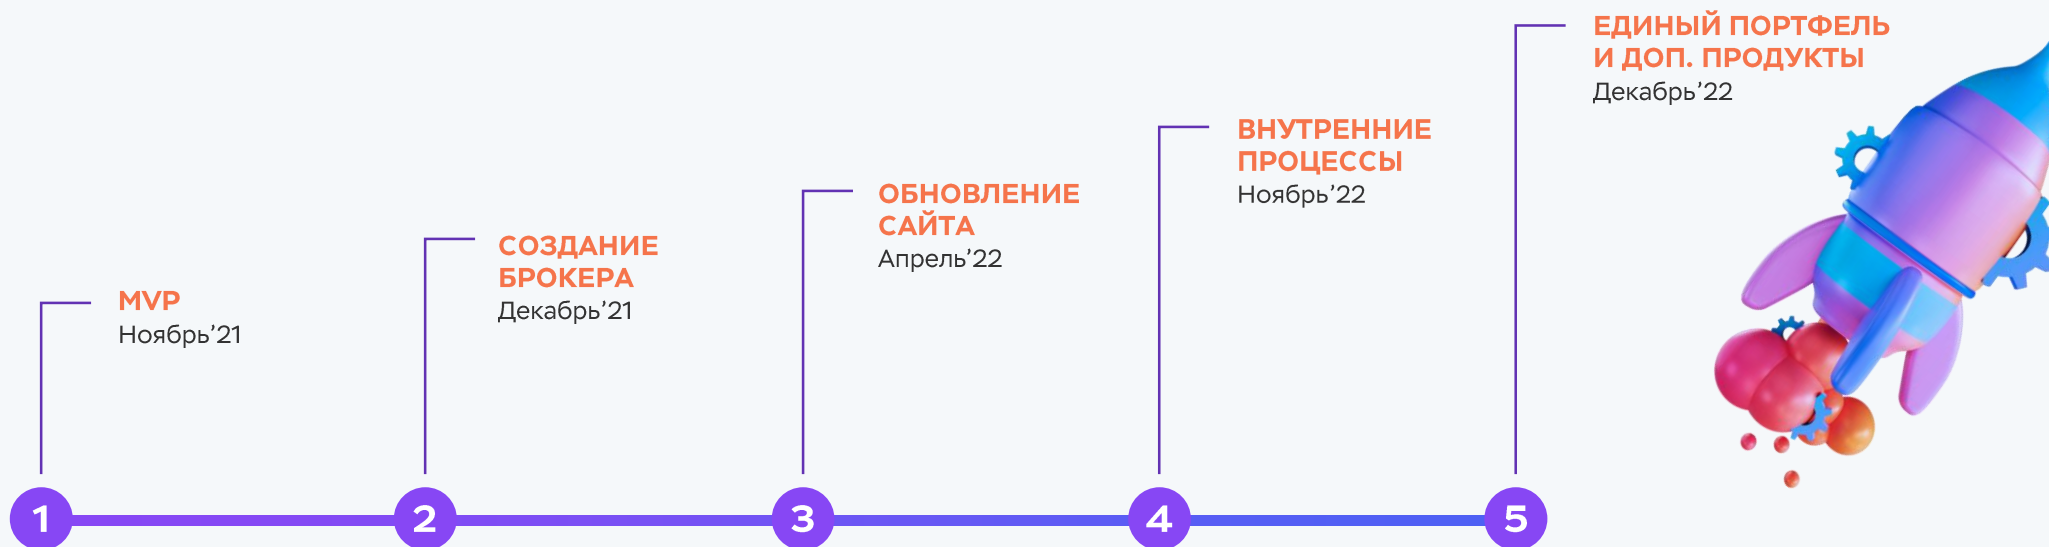 MVP
Ноябрь’21
СОЗДАНИЕ
БРОКЕРА
Декабрь’21
ОБНОВЛЕНИЕ
САЙТА
Апрель’22
ВНУТРЕННИЕ
ПРОЦЕССЫ
Ноябрь’22
ЕДИНЫЙ ПОРТФЕЛЬ
И ДОП. ПРОДУКТЫ
Декабрь’22
1
2
3
4
5